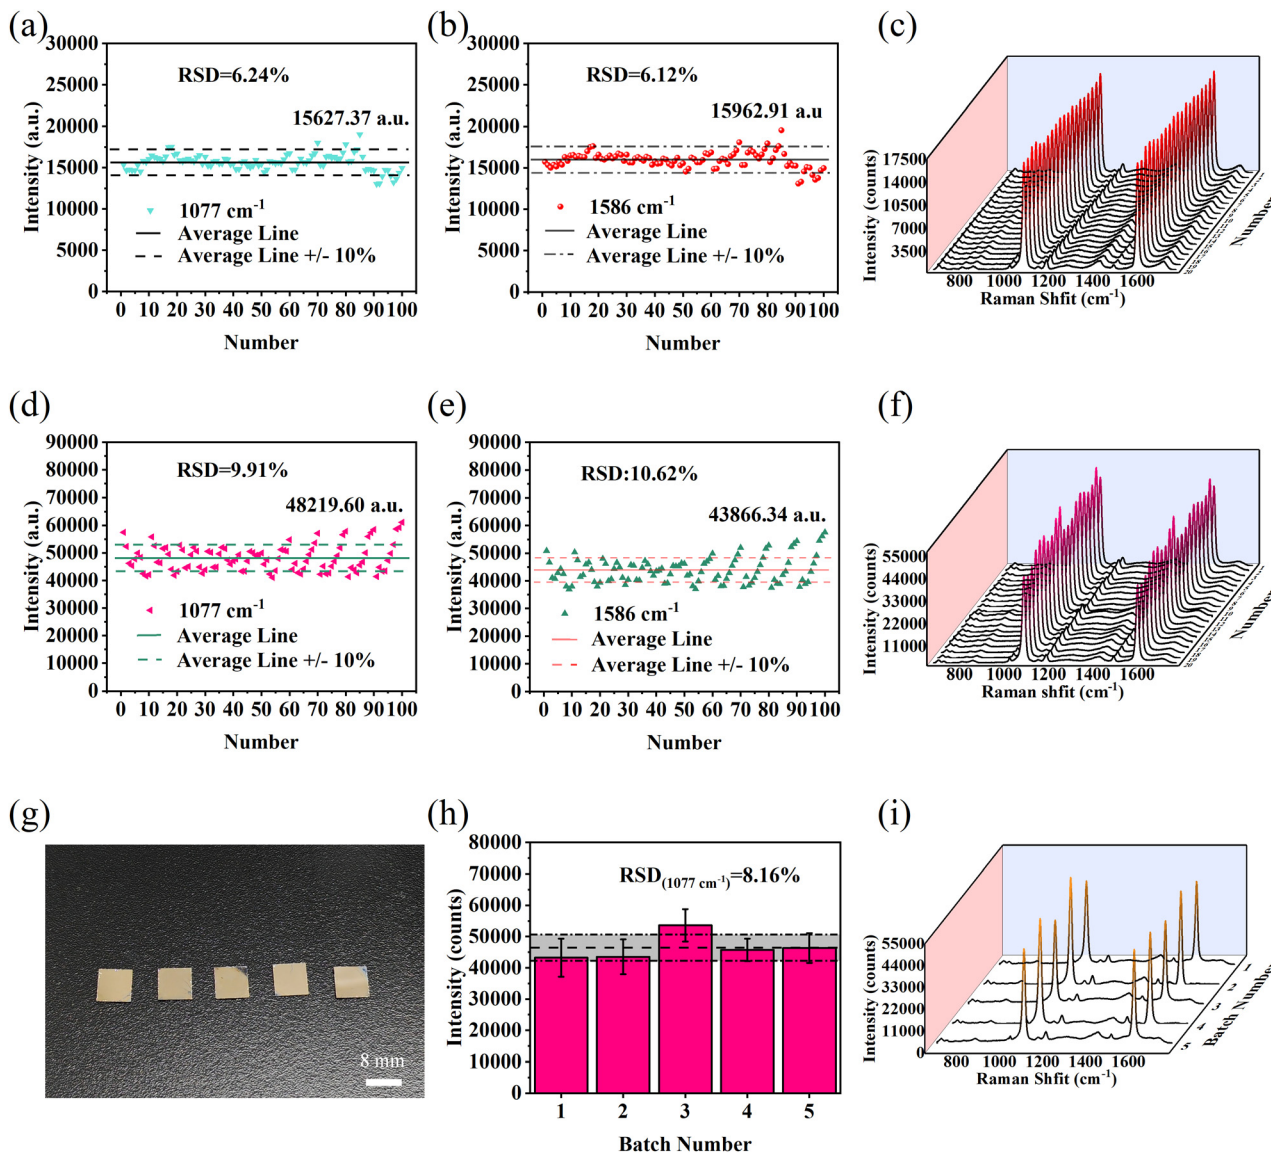 (a)
30000
25000
20000
15000
10000
5000
0
Intensity (a.u.)
RSD=6.24%
15627.37 a.u.
1077 cm⁻¹
Average Line
Average Line +/- 10%
0 10 20 30 40 50 60 70 80 90 100
Number
(b)
30000
25000
20000
15000
10000
5000
0
Intensity (a.u.)
RSD=6.12%
15962.91 a.u.
1586 cm⁻¹
Average Line
Average Line +/- 10%
0 10 20 30 40 50 60 70 80 90 100
Number
(c)
17500
14000
10500
7000
3500
Intensity (counts)
800 1000 1200 1400 1600
Raman Shfit (cm⁻¹)
Number
(d)
90000
80000
70000
60000
50000
40000
30000
20000
10000
0
Intensity (a.u.)
RSD=9.91%
48219.60 a.u.
1077 cm⁻¹
Average Line
Average Line +/- 10%
0 10 20 30 40 50 60 70 80 90 100
Number
(e)
90000
80000
70000
60000
50000
40000
30000
20000
10000
0
Intensity (a.u.)
RSD:10.62%
43866.34 a.u.
1586 cm⁻¹
Average Line
Average Line +/- 10%
0 10 20 30 40 50 60 70 80 90 100
Number
(f)
55000
44000
33000
22000
11000
Intensity (counts)
800 1000 1200 1400 1600
Raman shfit (cm⁻¹)
Number
(g)
8 mm
(h)
80000
70000
60000
50000
40000
30000
20000
10000
0
Intensity (counts)
RSD(1077 cm⁻¹)=8.16%
1 2 3 4 5
Batch Number
(i)
55000
44000
33000
22000
11000
0
Intensity (counts)
800 1000 1200 1400 1600
Raman Shfit (cm⁻¹)
1
2
3
4
5
Batch Number